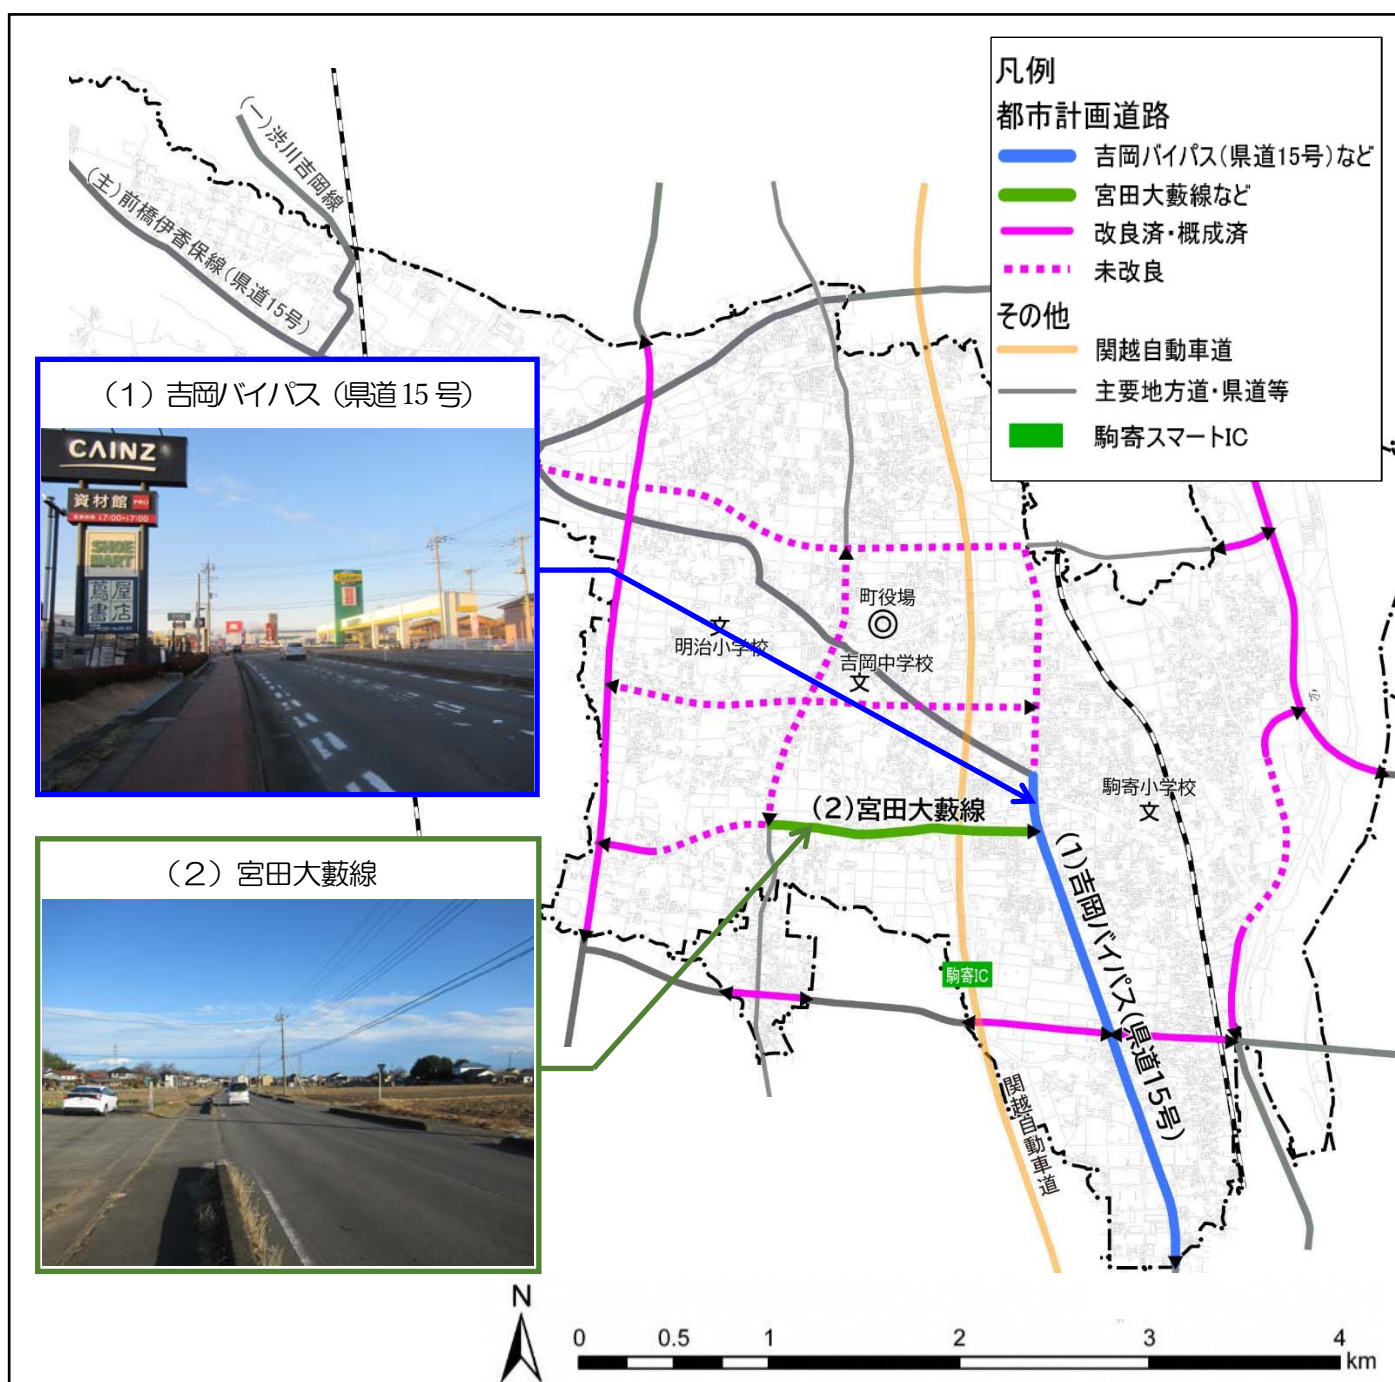 凡例
都市計画道路
吉岡バイパス(県道15号)など
宮田大藪線など
改良済・概成済
未改良
その他
関越自動車道
主要地方道・県道等
駒寄スマートIC
(一)渋川吉岡線
(主)前橋伊香保線(県道15号)
(1)吉岡バイパス(県道15号)
CAINZ
資材館 PRO
SHOE
MART
蔦屋
書店
町役場
文
明治小学校
吉岡中学校
文
駒寄小学校
文
(2)宮田大藪線
(1)吉岡バイパス(県道15号)
(2)宮田大藪線
駒寄IC
関越自動車道
N
0 0.5 1 2 3 4
km